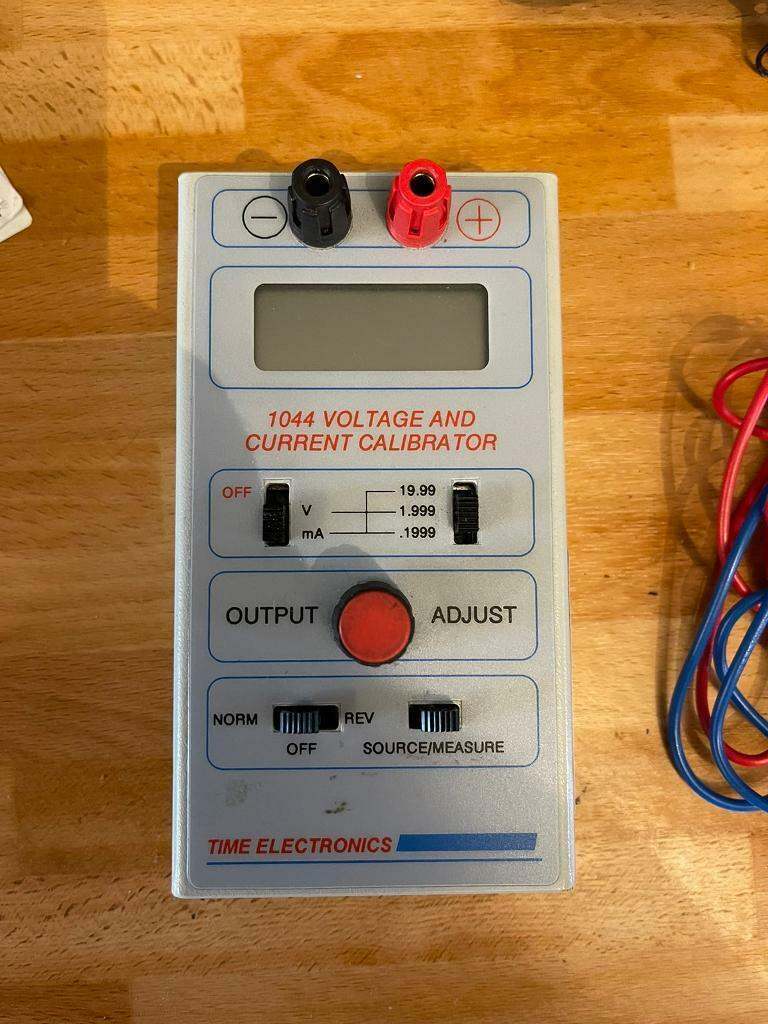 − +
1044 VOLTAGE AND
CURRENT CALIBRATOR
OFF 19.99
V 1.999
mA .1999
OUTPUT ADJUST
NORM REV
OFF SOURCE/MEASURE
TIME ELECTRONICS